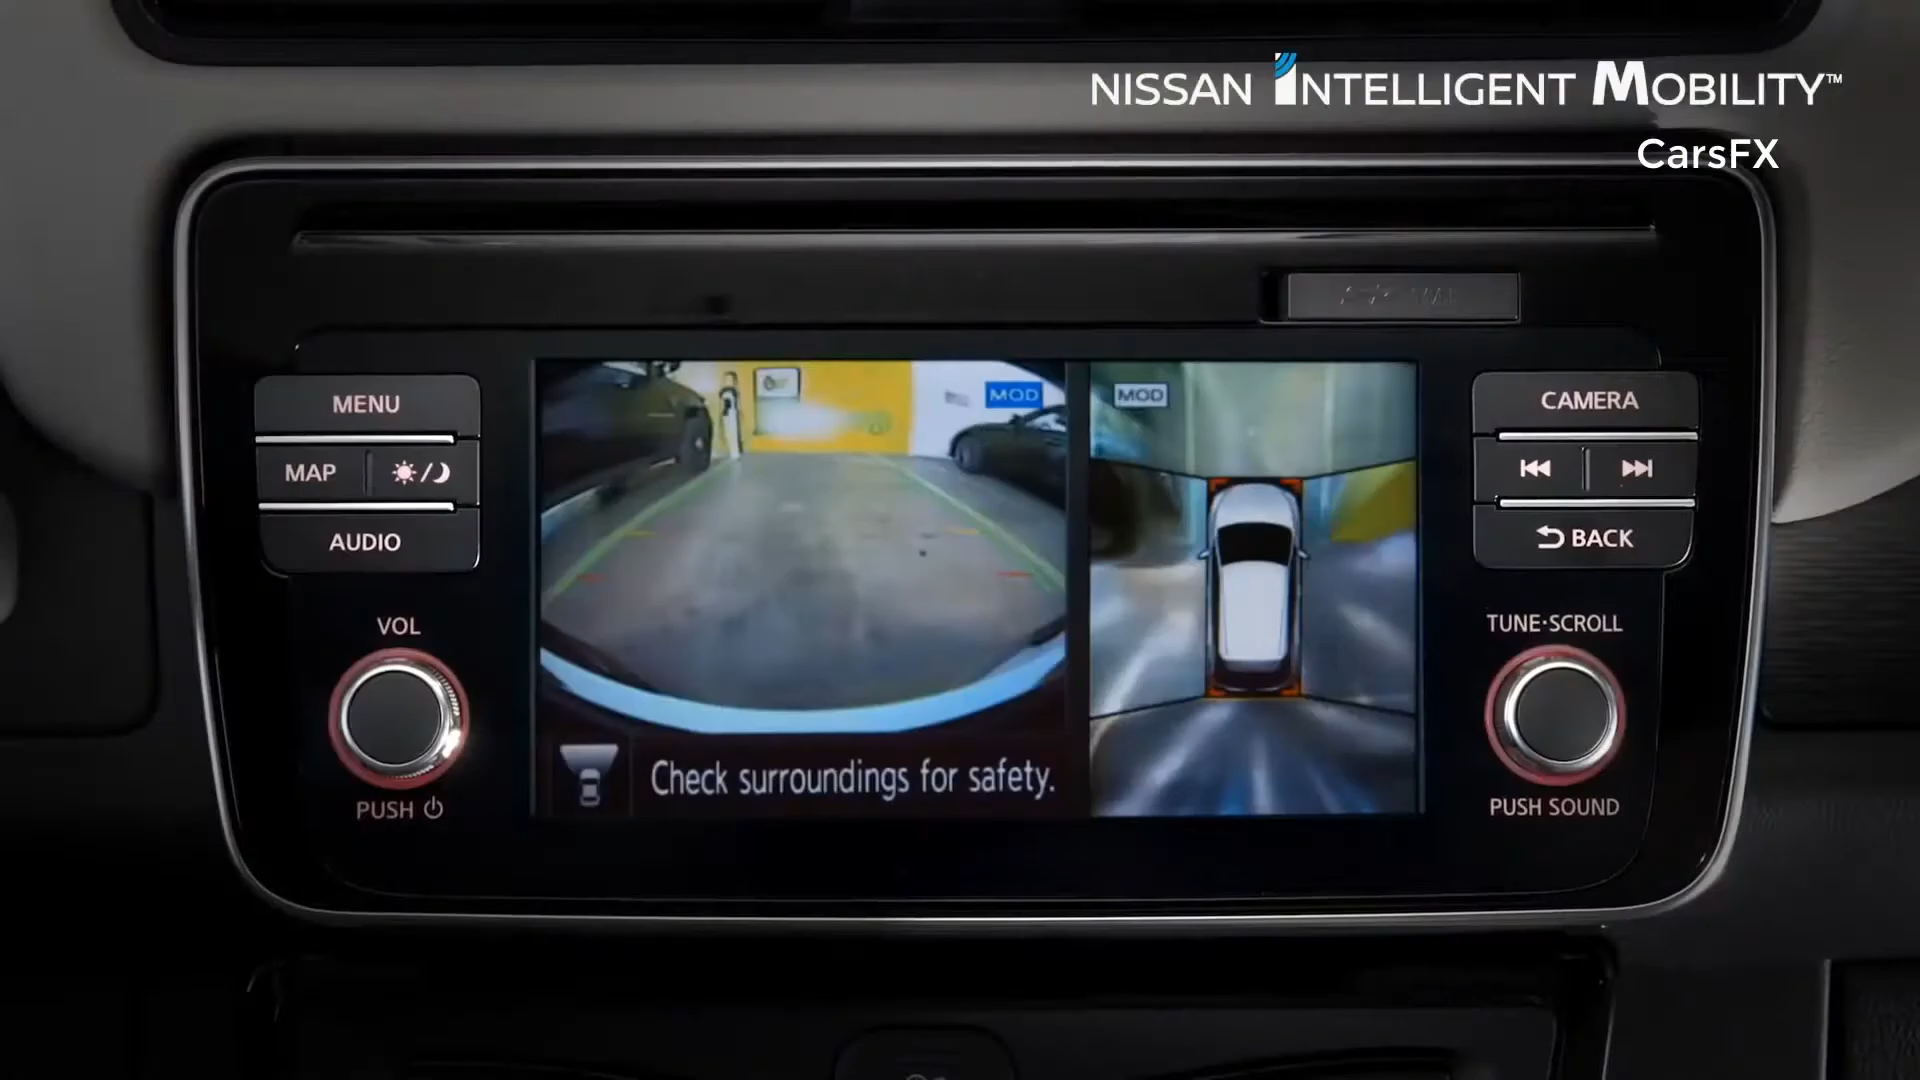 NISSAN INTELLIGENT MOBILITY™
CarsFX
MENU
MAP
AUDIO
VOL
PUSH
MOD
MOD
Check surroundings for safety.
CAMERA
BACK
TUNE·SCROLL
PUSH SOUND